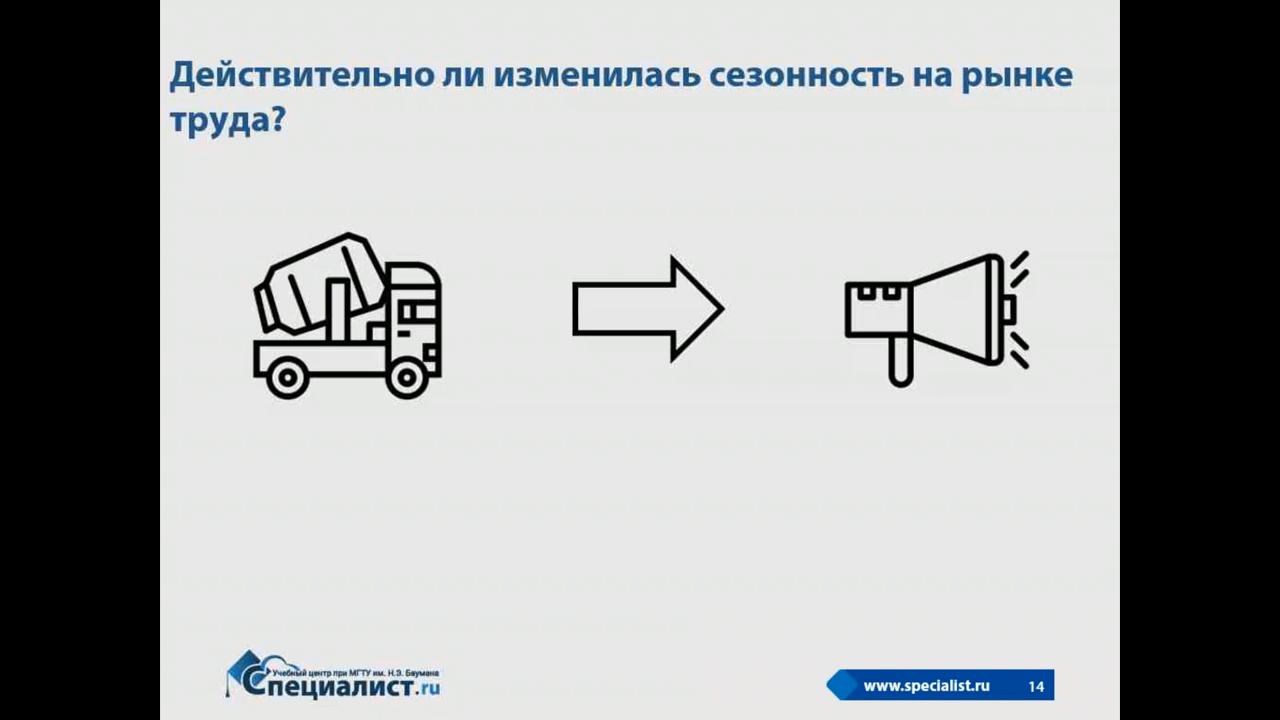 Действительно ли изменилась сезонность на рынке
труда?
Учебный центр при МГТУ им. Н.Э. Баумана
Специалист.ru
www.specialist.ru 14